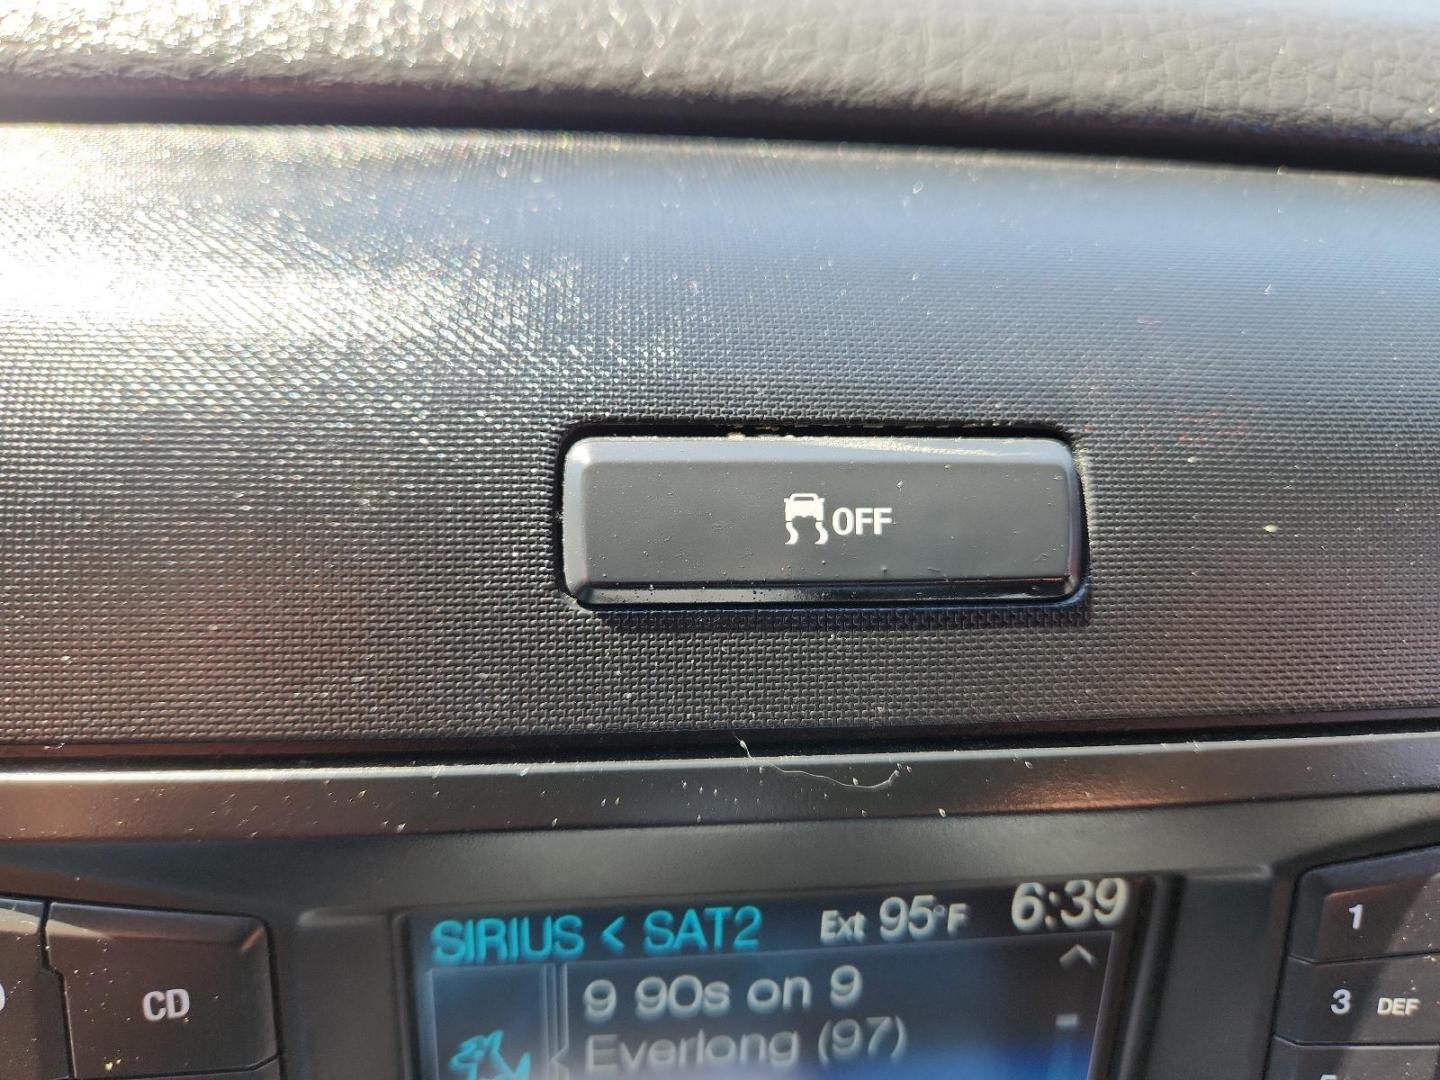 OFF
SIRIUS < SAT2 Ext 95°F 6:39
9 90s on 9
Everlong (97)
CD
1
3 DEF